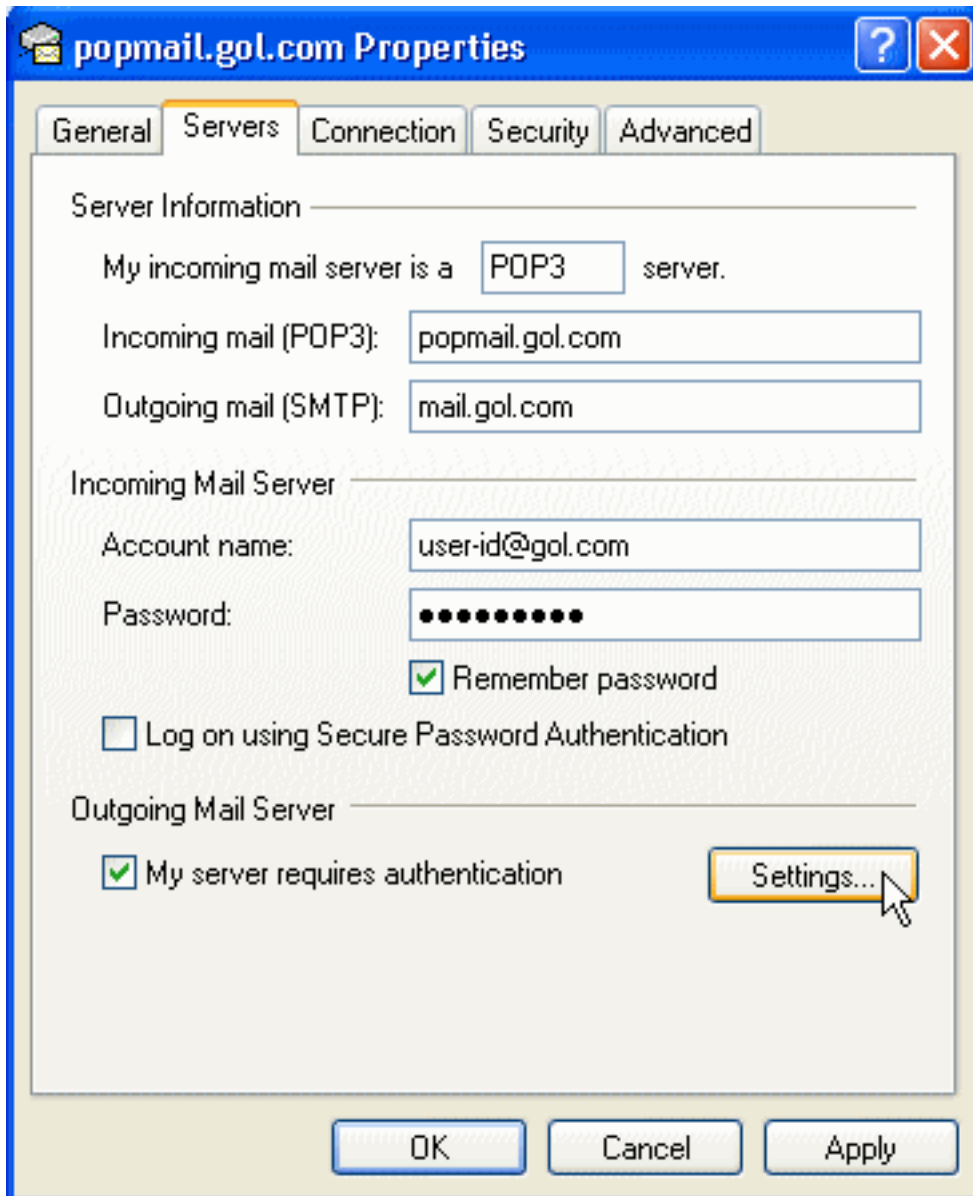 popmail.gol.com Properties
General Servers Connection Security Advanced
Server Information
My incoming mail server is a POP3 server.
Incoming mail (POP3): popmail.gol.com
Outgoing mail (SMTP): mail.gol.com
Incoming Mail Server
Account name: user-id@gol.com
Password: ●●●●●●●●●
Remember password
Log on using Secure Password Authentication
Outgoing Mail Server
My server requires authentication Settings...
OK Cancel Apply